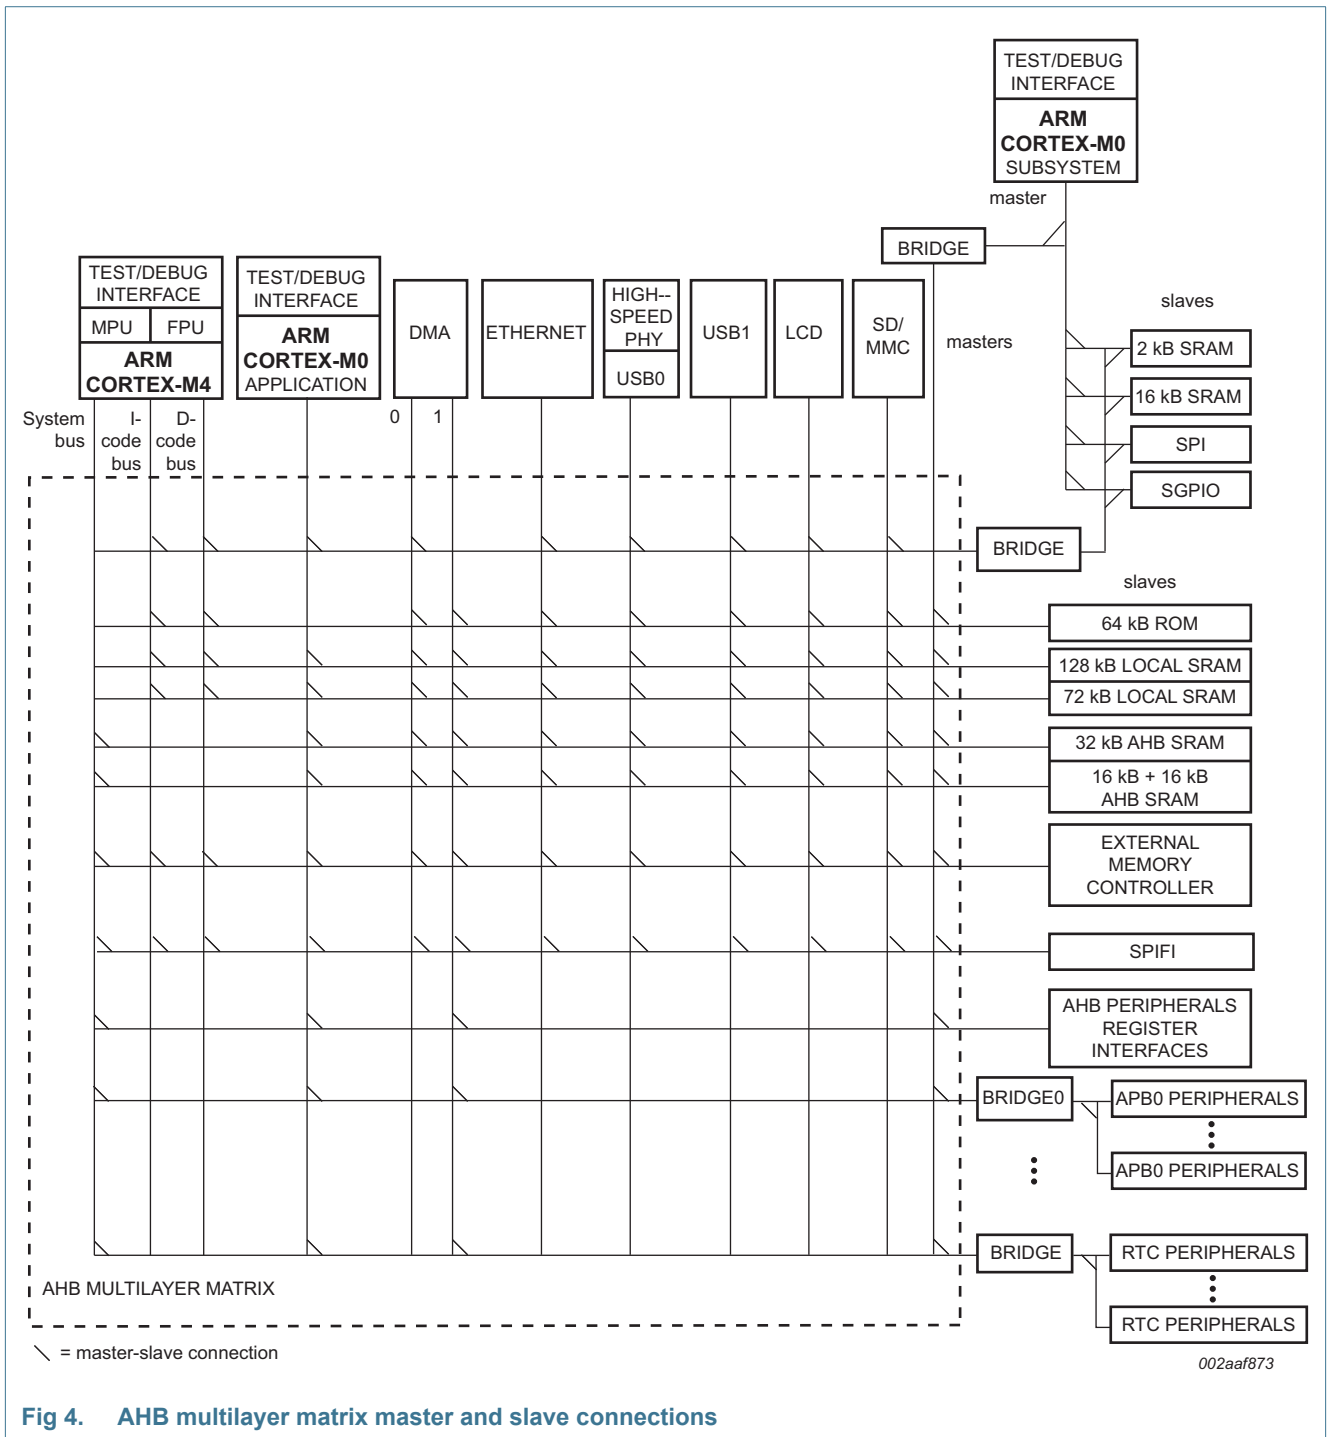 TEST/DEBUG
INTERFACE
ARM
CORTEX-M0
SUBSYSTEM
master
BRIDGE
TEST/DEBUG
INTERFACE
MPU
FPU
ARM
CORTEX-M4
TEST/DEBUG
INTERFACE
ARM
CORTEX-M0
APPLICATION
DMA
ETHERNET
HIGH--
SPEED
PHY
USB0
USB1
LCD
SD/
MMC
masters
slaves
2 kB SRAM
16 kB SRAM
SPI
SGPIO
System
bus
I-
code
bus
D-
code
bus
0
1
BRIDGE
slaves
64 kB ROM
128 kB LOCAL SRAM
72 kB LOCAL SRAM
32 kB AHB SRAM
16 kB + 16 kB
AHB SRAM
EXTERNAL
MEMORY
CONTROLLER
SPIFI
AHB PERIPHERALS
REGISTER
INTERFACES
BRIDGE0
APB0 PERIPHERALS
APB0 PERIPHERALS
BRIDGE
RTC PERIPHERALS
RTC PERIPHERALS
AHB MULTILAYER MATRIX
= master-slave connection
002aaf873
Fig 4. AHB multilayer matrix master and slave connections